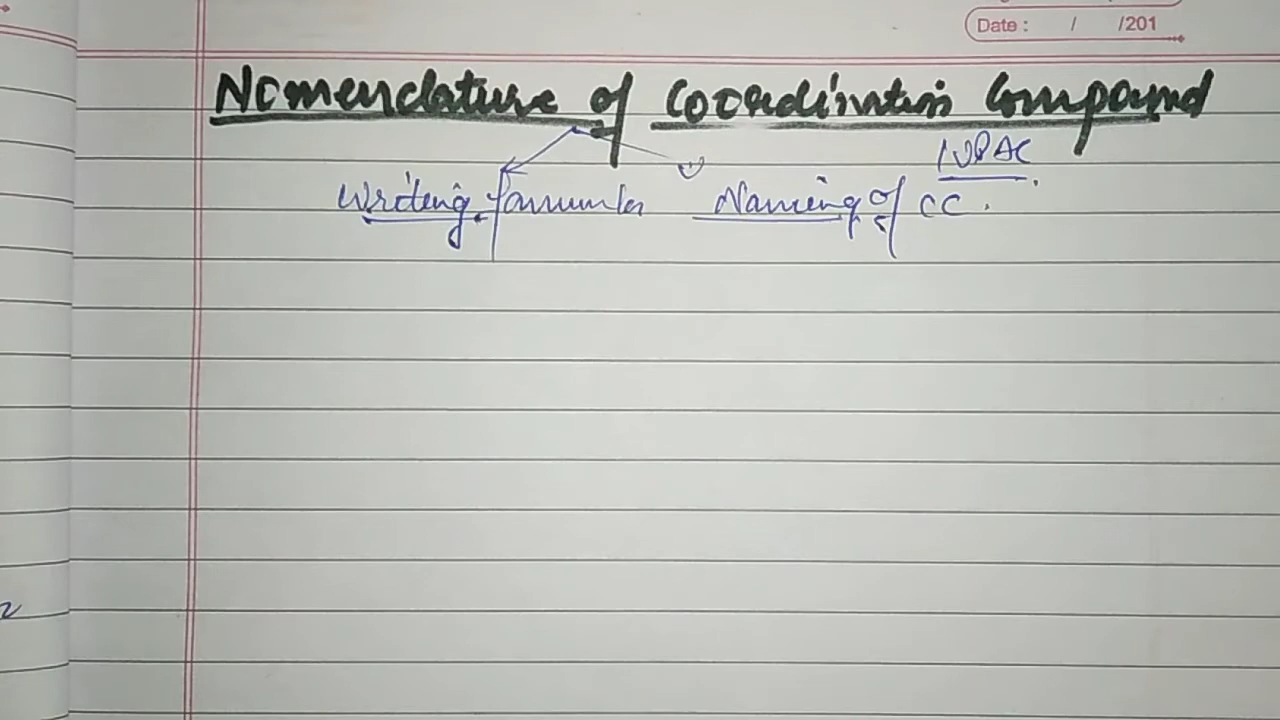 Date : / /201
Nomenclature of Coordination Compound
IUPAC
Writing formula Naming of CC.